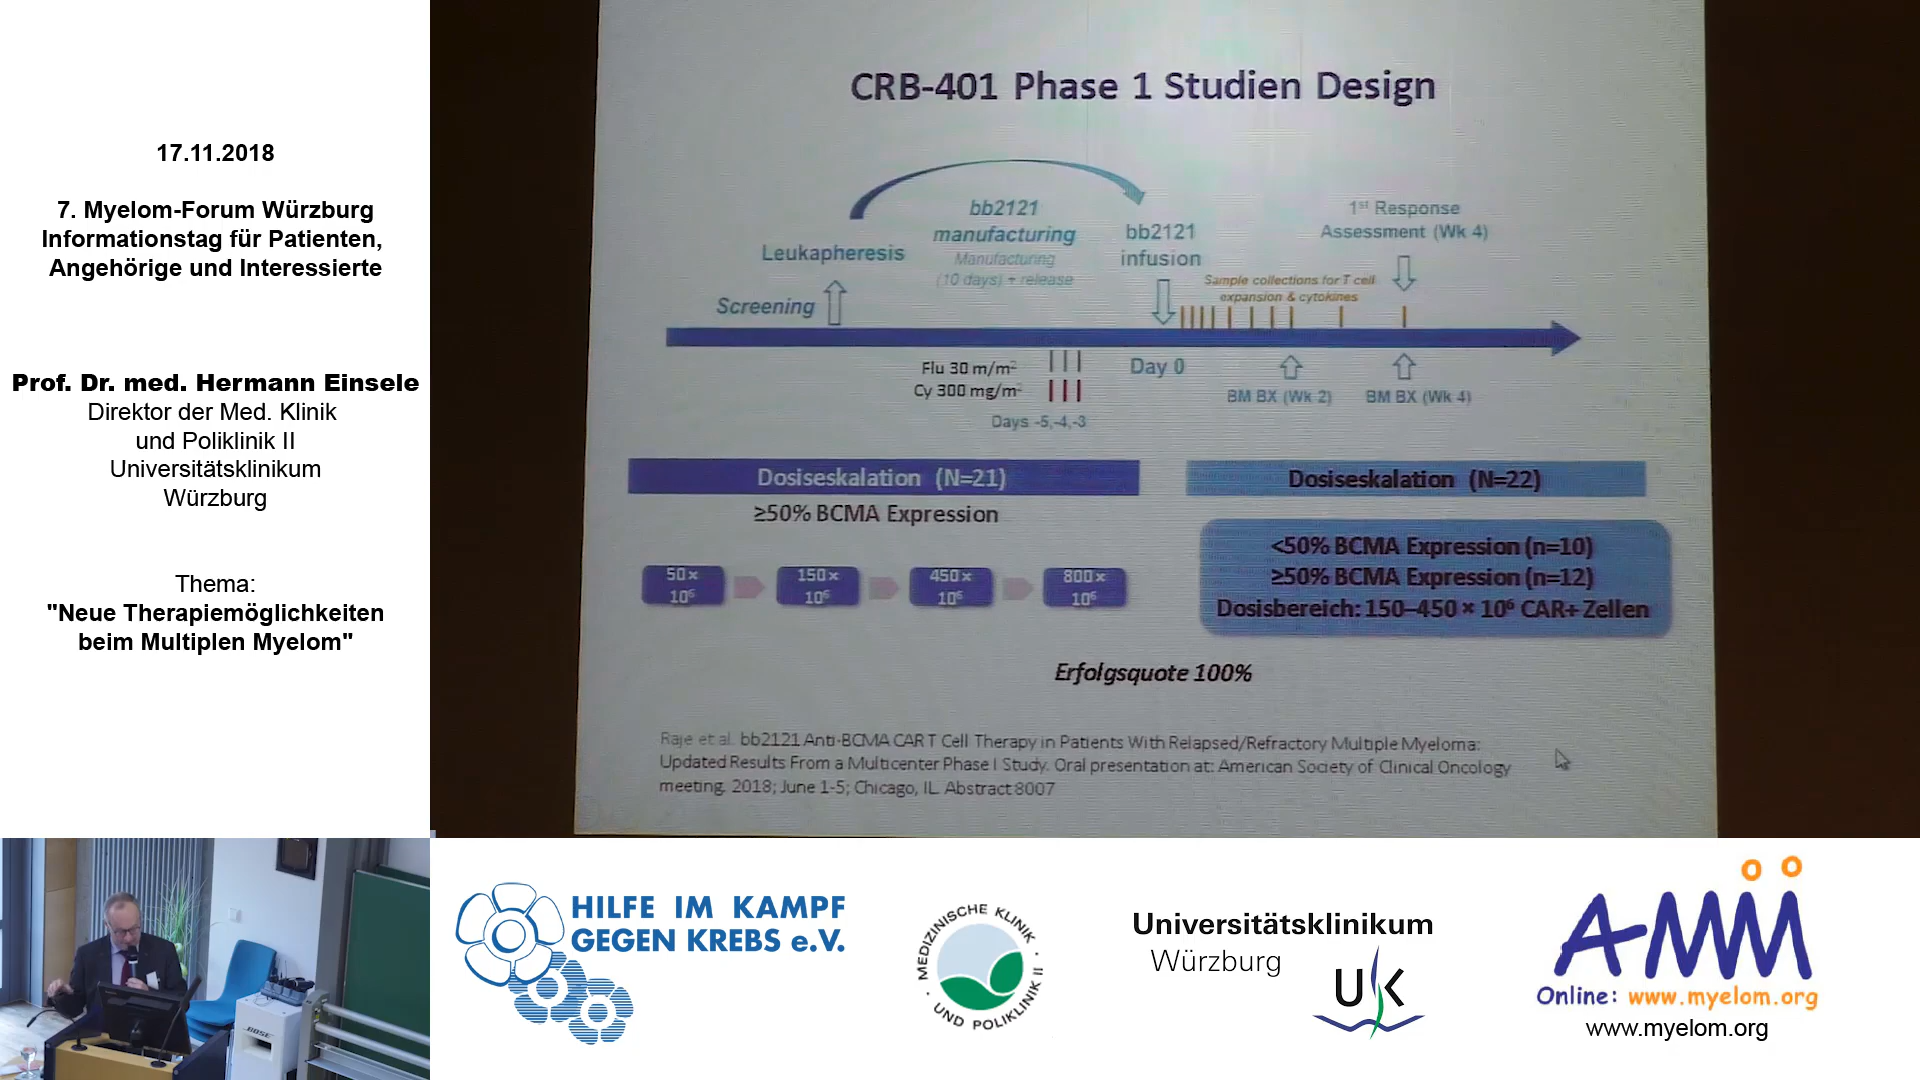 17.11.2018
7. Myelom-Forum Würzburg
Informationstag für Patienten,
Angehörige und Interessierte
Prof. Dr. med. Hermann Einsele
Direktor der Med. Klinik
und Poliklinik II
Universitätsklinikum
Würzburg
Thema:
"Neue Therapiemöglichkeiten
beim Multiplen Myelom"
CRB-401 Phase 1 Studien Design
bb2121
manufacturing
Manufacturing
(10 days) + release
Leukapheresis
Screening
bb2121
infusion
1st Response
Assessment (Wk 4)
Sample collections for T cell
expansion & cytokines
Flu 30 m/m²
Cy 300 mg/m²
Days -5,-4,-3
Day 0
BM BX (Wk 2)
BM BX (Wk 4)
Dosiseskalation (N=21)
≥50% BCMA Expression
50 x
10⁶
150 x
10⁶
450 x
10⁶
800 x
10⁶
Dosiseskalation (N=22)
<50% BCMA Expression (n=10)
≥50% BCMA Expression (n=12)
Dosisbereich: 150–450 × 10⁶ CAR+ Zellen
Erfolgsquote 100%
Raje et al. bb2121 Anti-BCMA CAR T Cell Therapy in Patients With Relapsed/Refractory Multiple Myeloma:
Updated Results From a Multicenter Phase I Study. Oral presentation at: American Society of Clinical Oncology
meeting. 2018; June 1-5; Chicago, IL. Abstract 8007
BOSE
HILFE IM KAMPF
GEGEN KREBS e.V.
MEDIZINISCHE KLINIK
UND POLIKLINIK II
Universitätsklinikum
Würzburg
UK
AMM
Online: www.myelom.org
www.myelom.org